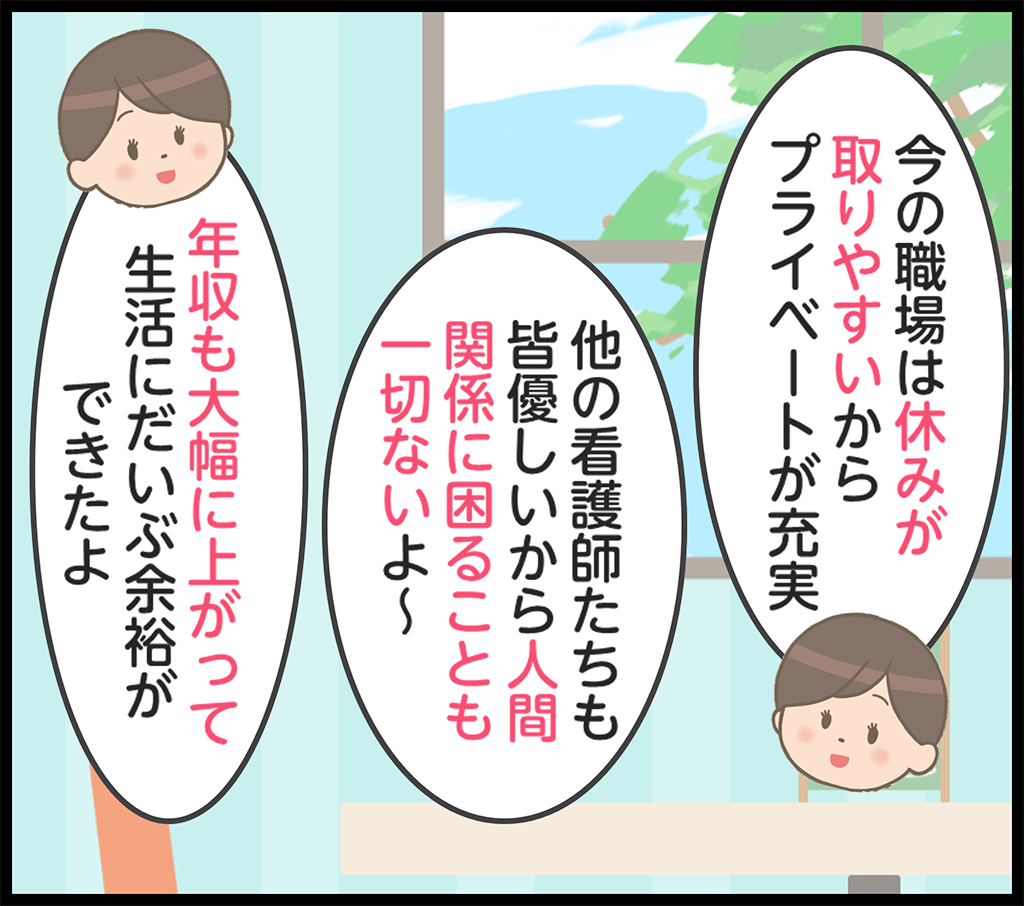 今の職場は休みが
取りやすいから
プライベートが充実
他の看護師たちも
皆優しいから人間
関係に困ることも
一切ないよ～
年収も大幅に上がって
生活にだいぶ余裕が
できたよ